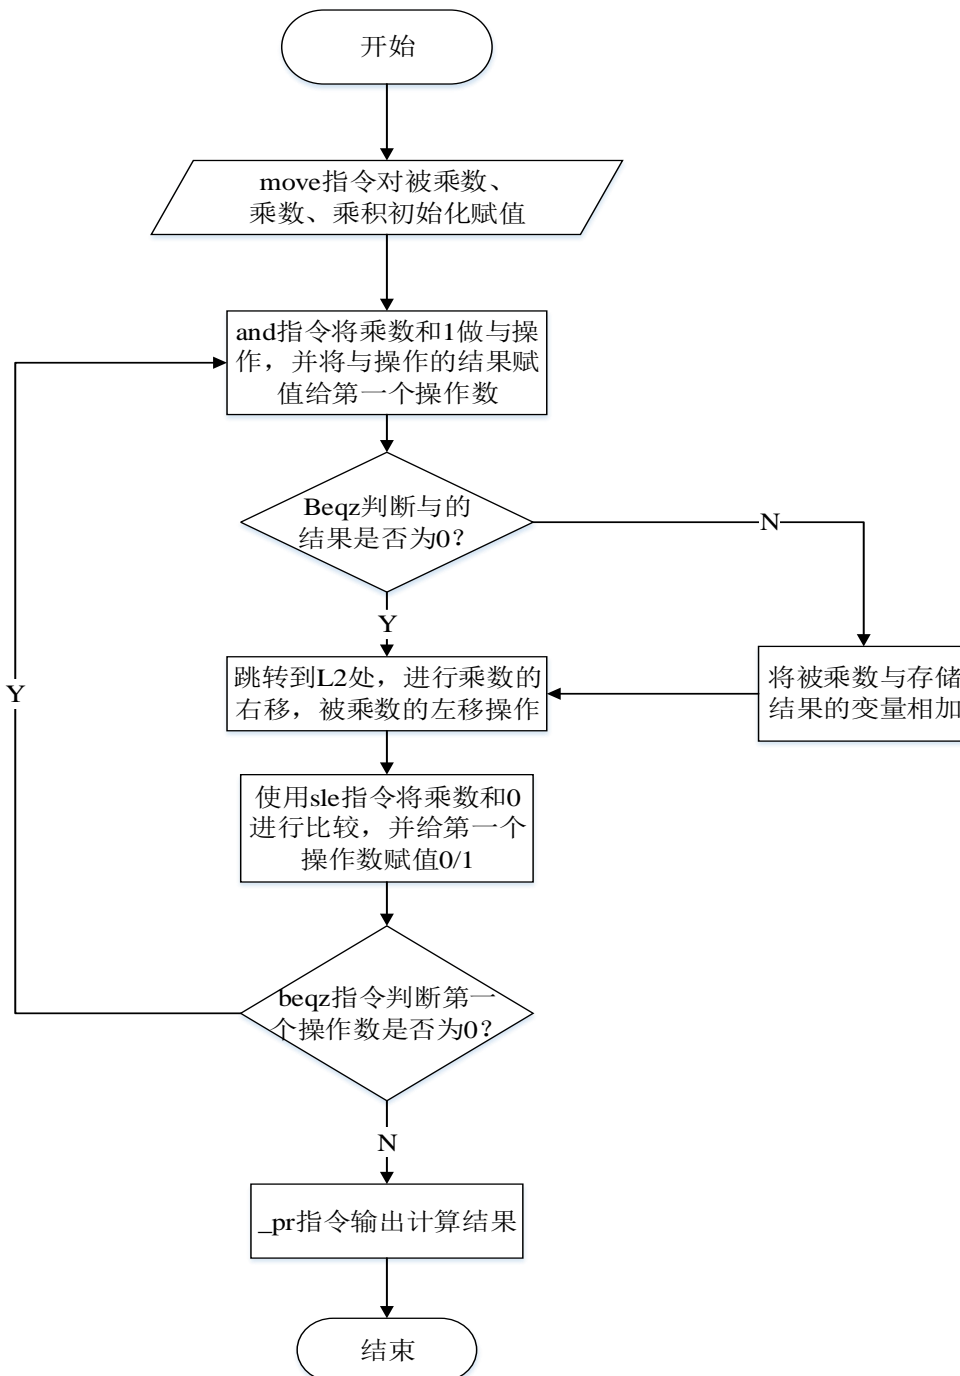 开始
move指令对被乘数、
乘数、乘积初始化赋值
and指令将乘数和1做与操
作，并将与操作的结果赋
值给第一个操作数
Beqz判断与的
结果是否为0？
N
Y
跳转到L2处，进行乘数的
右移，被乘数的左移操作
将被乘数与存储
结果的变量相加
Y
使用sle指令将乘数和0
进行比较，并给第一个
操作数赋值0/1
beqz指令判断第一
个操作数是否为0？
N
_pr指令输出计算结果
结束